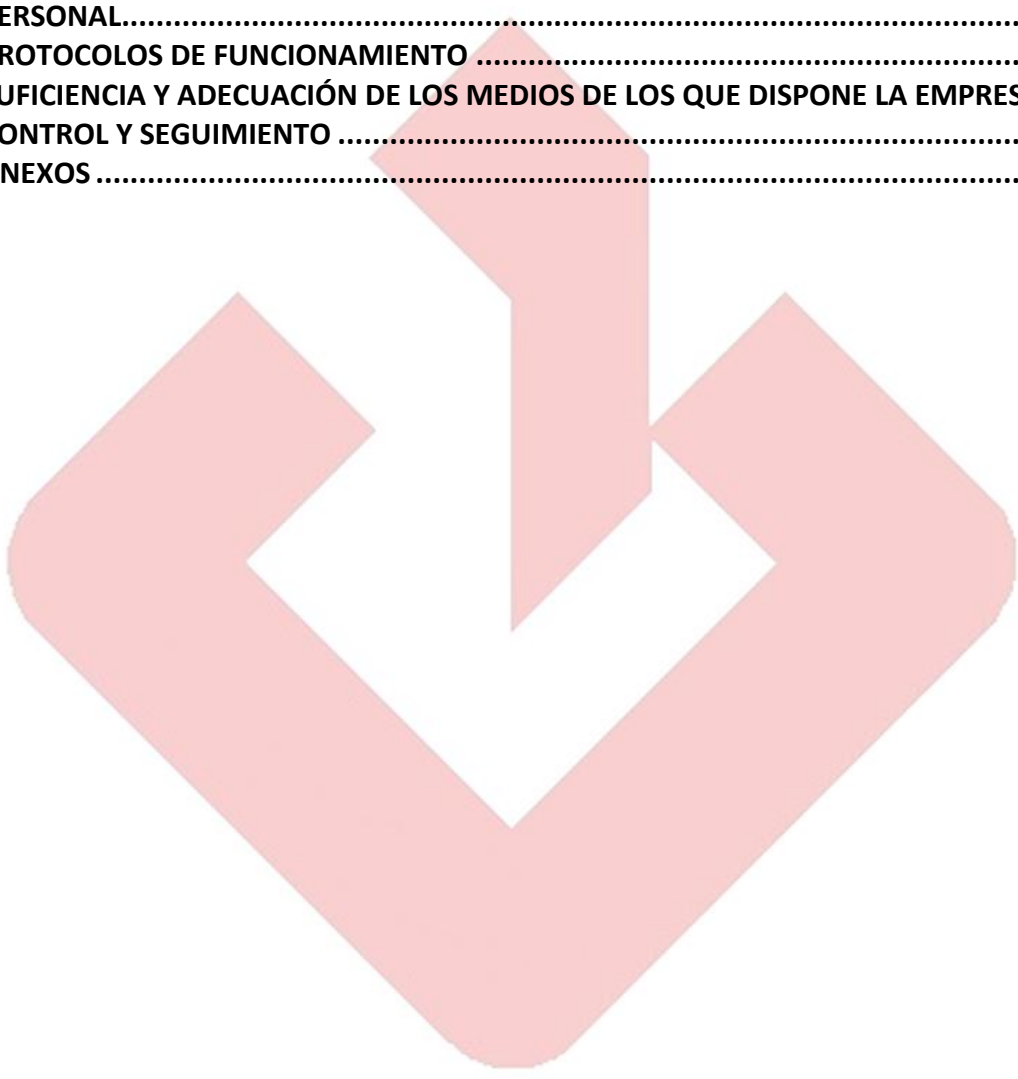 ERSONAL..........................................................................................................
ROTOCOLOS DE FUNCIONAMIENTO ................................................................
UFICIENCIA Y ADECUACIÓN DE LOS MEDIOS DE LOS QUE DISPONE LA EMPRES
ONTROL Y SEGUIMIENTO ................................................................................
NEXOS .............................................................................................................